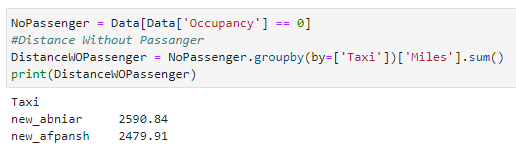 NoPassenger = Data[Data['Occupancy'] == 0]
#Distance Without Passanger
DistanceWOPassenger = NoPassenger.groupby(by=['Taxi'])['Miles'].sum()
print(DistanceWOPassenger)
Taxi
new_abniar     2590.84
new_afpansh    2479.91